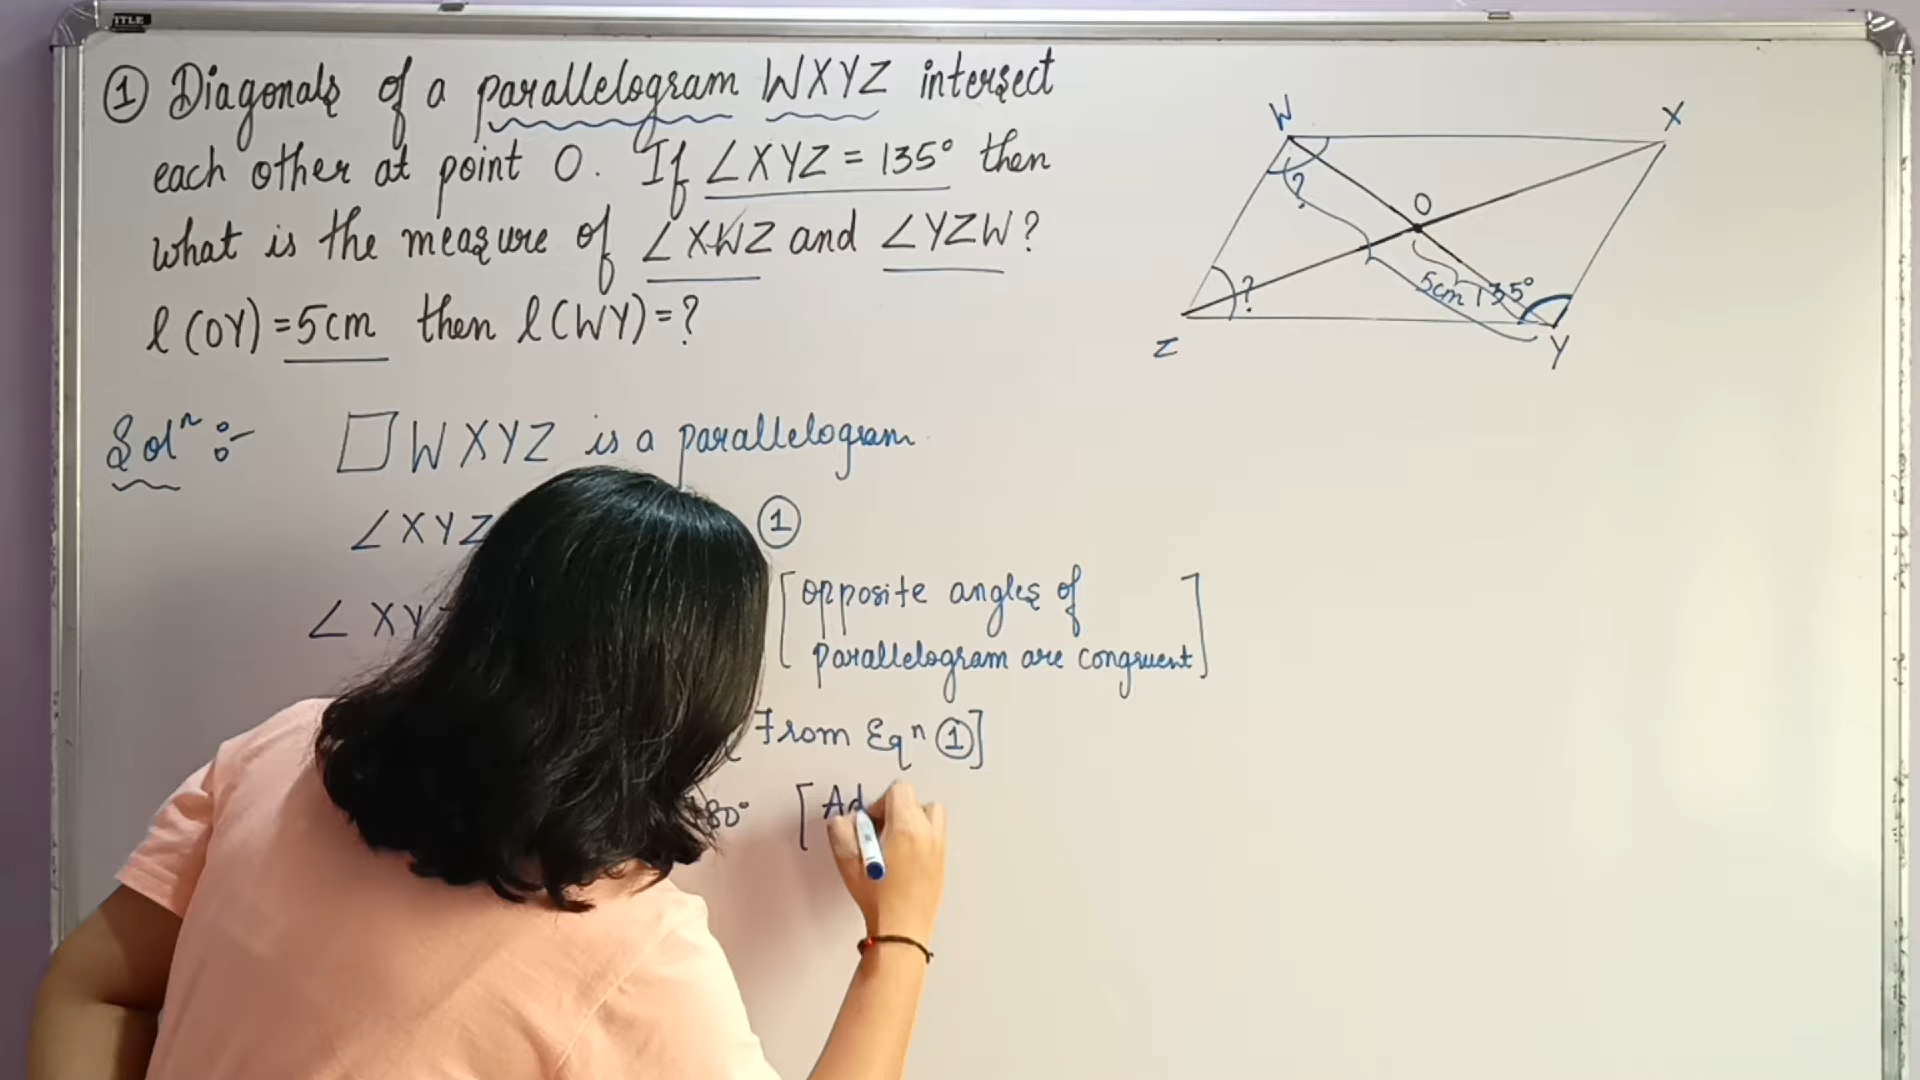 ① Diagonals of a parallelogram WXYZ intersect
each other at point O. If ∠XYZ = 135° then
what is the measure of ∠XWZ and ∠YZW?
l(OY) = 5cm then l(WY) = ?
W
X
O
?
?
5cm
135°
Z
Y
Solⁿ :-
□WXYZ is a parallelogram
∠XYZ
①
∠XY
[opposite angles of
parallelogram are congruent]
From Eqⁿ ①]
180° [Ad